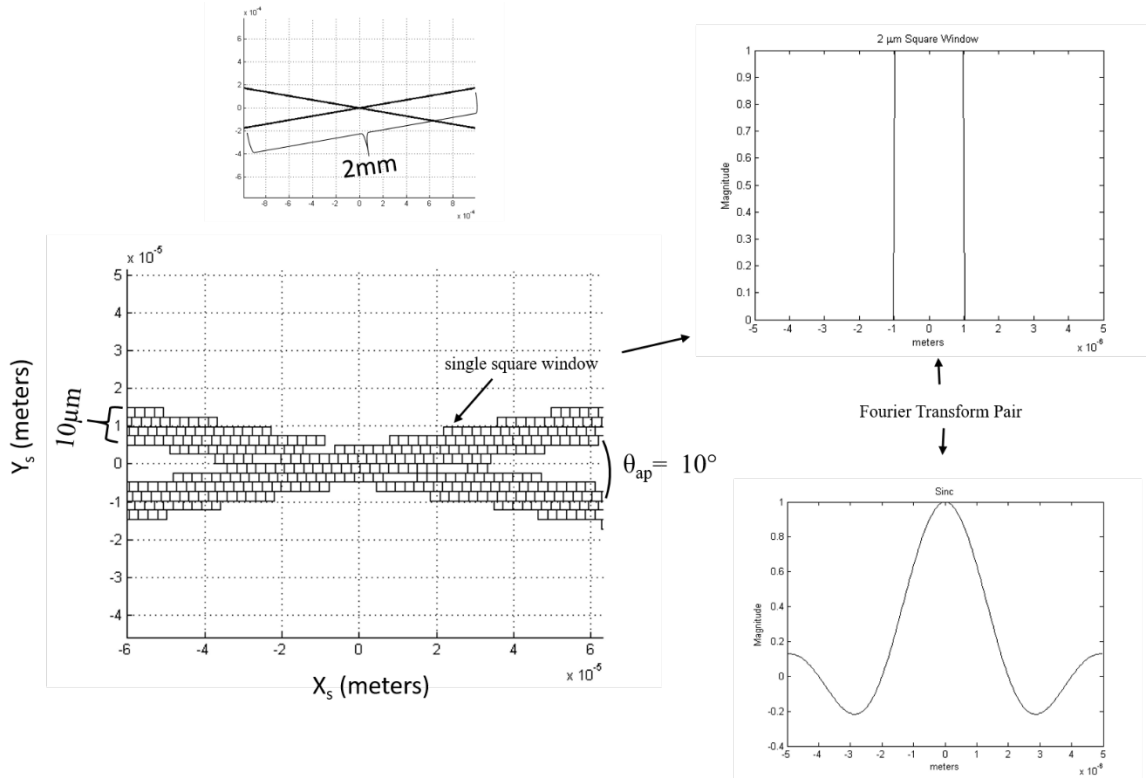 x 10⁻⁴
6
4
2
0
-2
-4
-6
2mm
-8 -6 -4 -2 0 2 4 6 8
x 10⁻⁴
2 μm Square Window
Magnitude
1
0.9
0.8
0.7
0.6
0.5
0.4
0.3
0.2
0.1
0
-5 -4 -3 -2 -1 0 1 2 3 4 5
meters
x 10⁻⁶
x 10⁻⁵
Yₛ (meters)
5
4
3
2
1
0
-1
-2
-3
-4
single square window
10μm
θap= 10°
-6 -4 -2 0 2 4 6
x 10⁻⁵
Xₛ (meters)
Fourier Transform Pair
Sinc
Magnitude
1
0.8
0.6
0.4
0.2
0
-0.2
-0.4
-5 -4 -3 -2 -1 0 1 2 3 4 5
meters
x 10⁻⁶